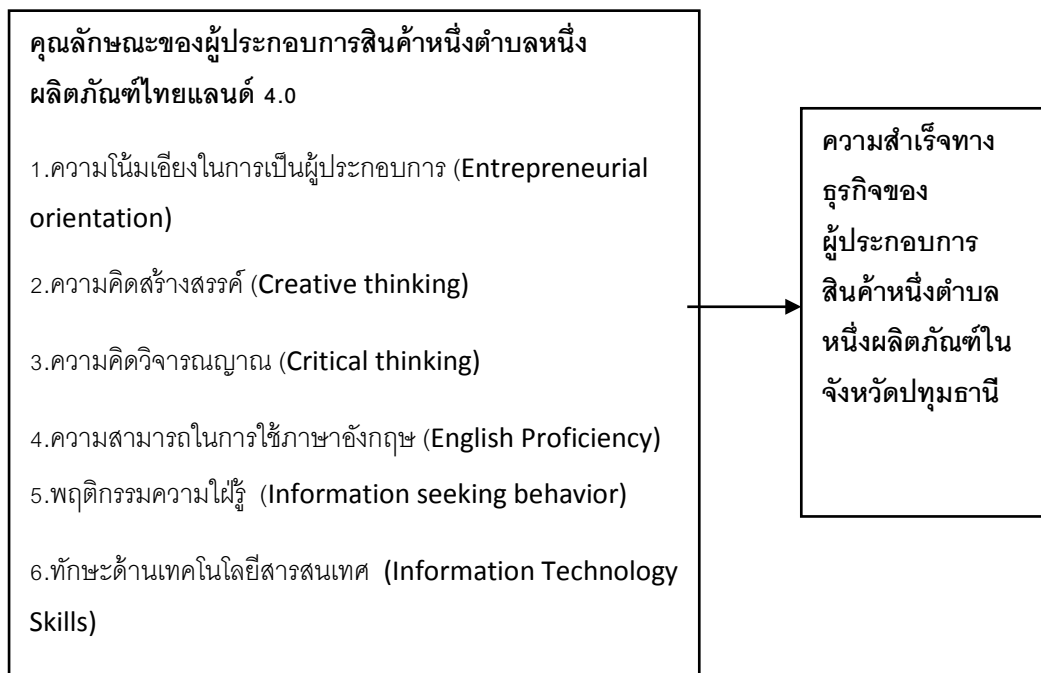 คุณลักษณะของผู้ประกอบการสินค้าหนึ่งตำบลหนึ่ง
ผลิตภัณฑ์ไทยแลนด์ 4.0
1.ความโน้มเอียงในการเป็นผู้ประกอบการ (Entrepreneurial
orientation)
2.ความคิดสร้างสรรค์ (Creative thinking)
3.ความคิดวิจารณญาณ (Critical thinking)
4.ความสามารถในการใช้ภาษาอังกฤษ (English Proficiency)
5.พฤติกรรมความใฝ่รู้ (Information seeking behavior)
6.ทักษะด้านเทคโนโลยีสารสนเทศ (Information Technology
Skills)
ความสำเร็จทาง
ธุรกิจของ
ผู้ประกอบการ
สินค้าหนึ่งตำบล
หนึ่งผลิตภัณฑ์ใน
จังหวัดปทุมธานี